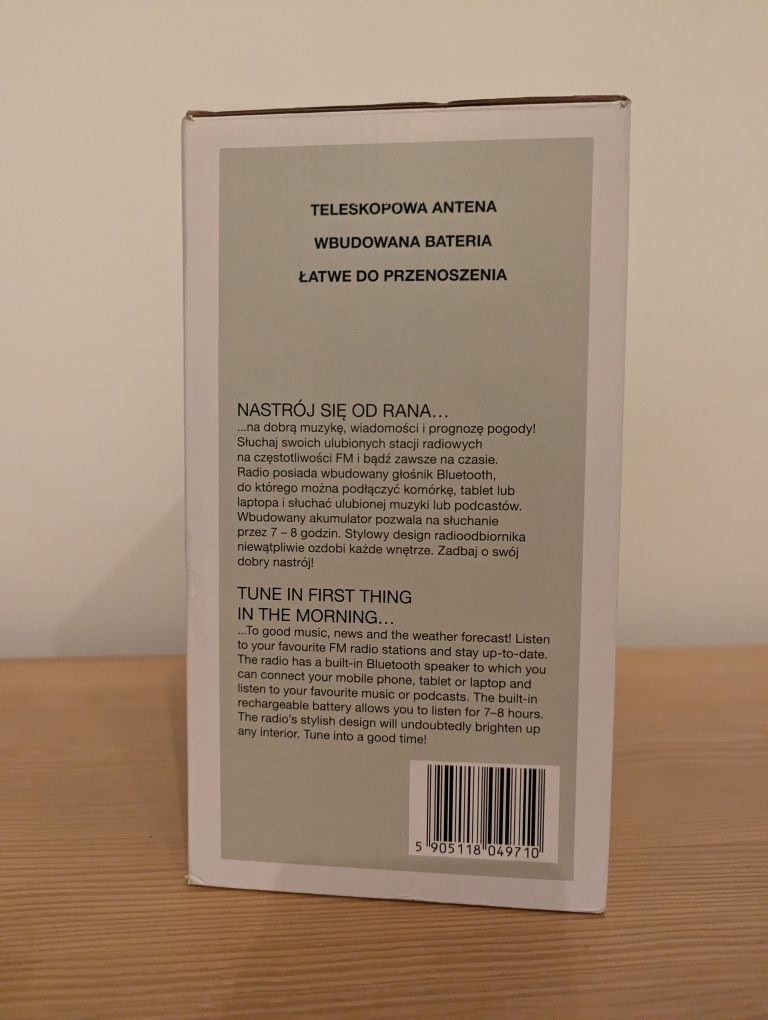 TELESKOPOWA ANTENA
WBUDOWANA BATERIA
ŁATWE DO PRZENOSZENIA
NASTRÓJ SIĘ OD RANA...
...na dobrą muzykę, wiadomości i prognozę pogody!
Słuchaj swoich ulubionych stacji radiowych
na częstotliwości FM i bądź zawsze na czasie.
Radio posiada wbudowany głośnik Bluetooth,
do którego można podłączyć komórkę, tablet lub
laptopa i słuchać ulubionej muzyki lub podcastów.
Wbudowany akumulator pozwala na słuchanie
przez 7 – 8 godzin. Stylowy design radioodbiornika
niewątpliwie ozdobi każde wnętrze. Zadbaj o swój
dobry nastrój!
TUNE IN FIRST THING
IN THE MORNING...
...To good music, news and the weather forecast! Listen
to your favourite FM radio stations and stay up-to-date.
The radio has a built-in Bluetooth speaker to which you
can connect your mobile phone, tablet or laptop and
listen to your favourite music or podcasts. The built-in
rechargeable battery allows you to listen for 7–8 hours.
The radio's stylish design will undoubtedly brighten up
any interior. Tune into a good time!
5 905118 049710